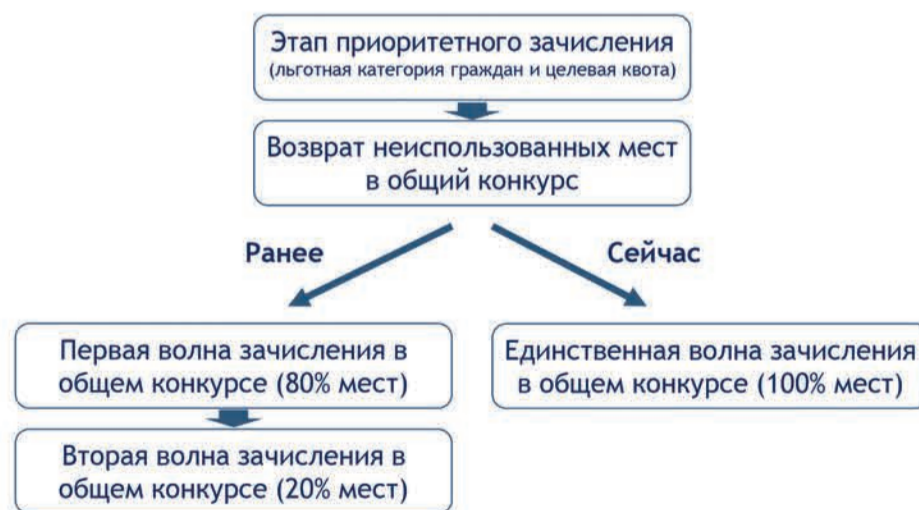 Этап приоритетного зачисления
(льготная категория граждан и целевая квота)
Возврат неиспользованных мест
в общий конкурс
Ранее
Сейчас
Первая волна зачисления в
общем конкурсе (80% мест)
Единственная волна зачисления
в общем конкурсе (100% мест)
Вторая волна зачисления в
общем конкурсе (20% мест)